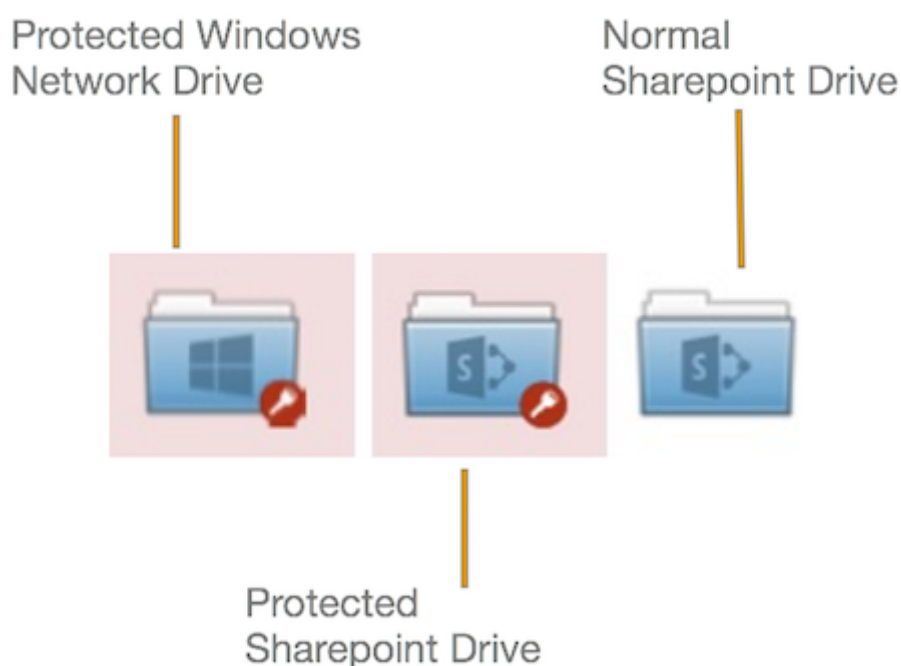 Protected Windows
Network Drive
Normal
Sharepoint Drive
S
S
Protected
Sharepoint Drive